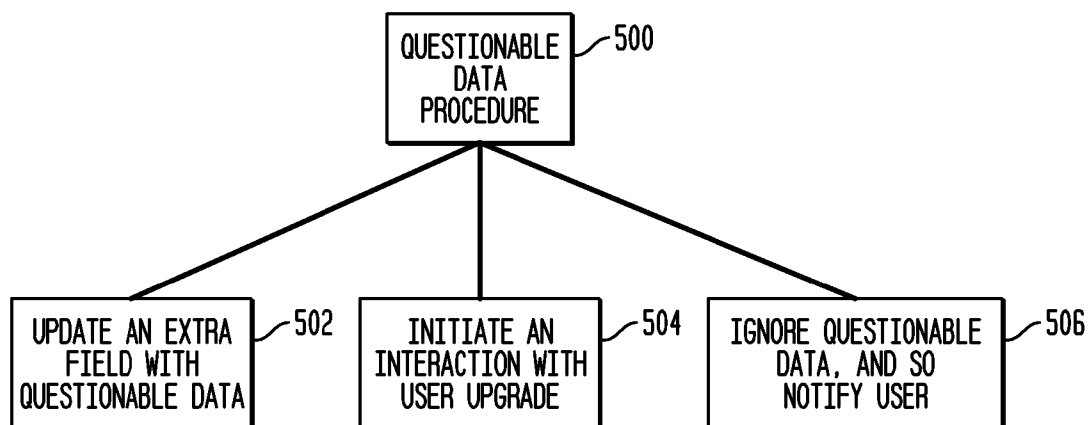 QUESTIONABLE
DATA
PROCEDURE
500
UPDATE AN EXTRA
FIELD WITH
QUESTIONABLE DATA
502
INITIATE AN
INTERACTION WITH
USER UPGRADE
504
IGNORE QUESTIONABLE
DATA, AND SO
NOTIFY USER
506